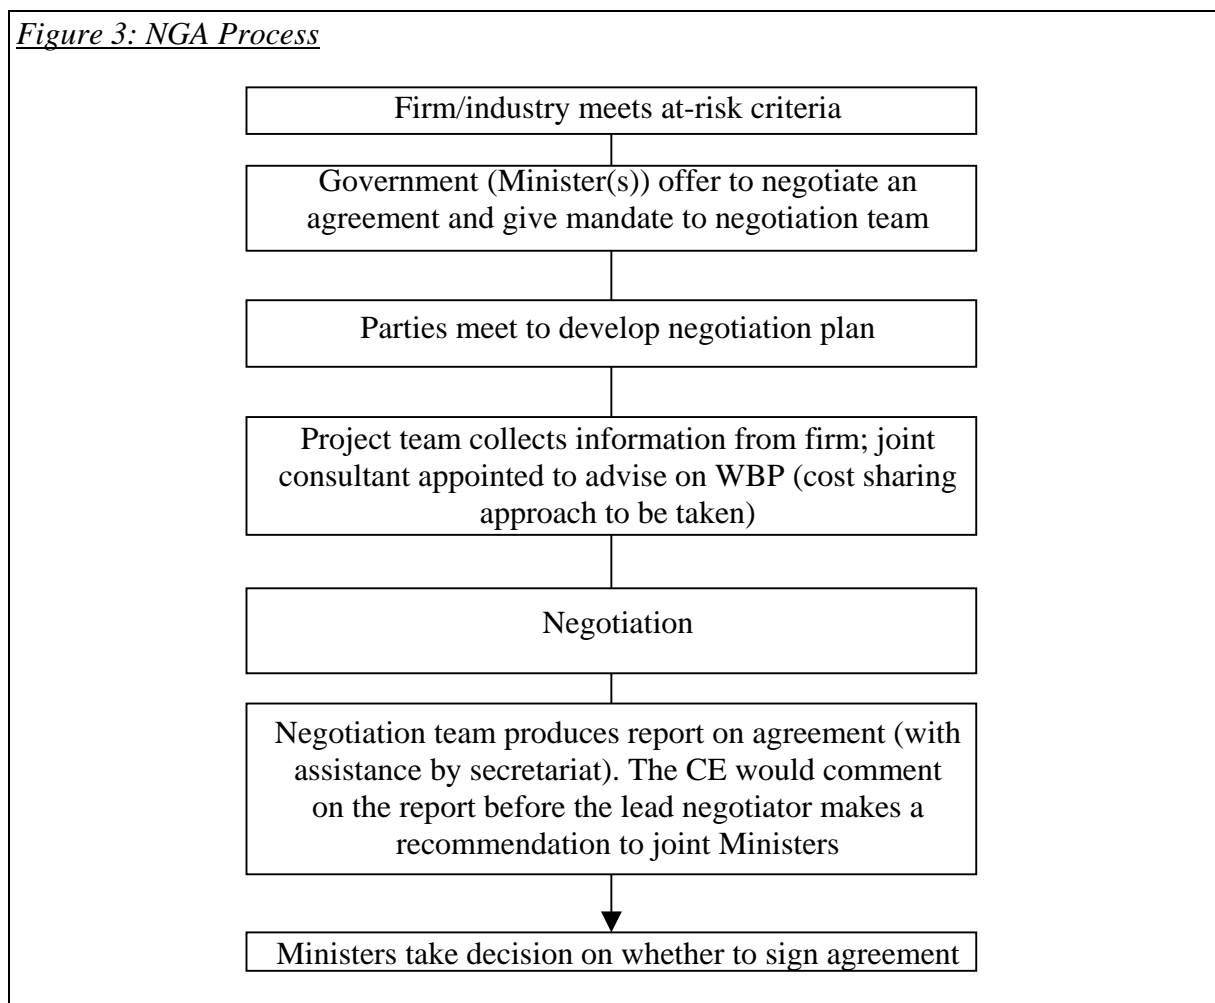 Figure 3: NGA Process
Firm/industry meets at-risk criteria
Government (Minister(s)) offer to negotiate an
agreement and give mandate to negotiation team
Parties meet to develop negotiation plan
Project team collects information from firm; joint
consultant appointed to advise on WBP (cost sharing
approach to be taken)
Negotiation
Negotiation team produces report on agreement (with
assistance by secretariat). The CE would comment
on the report before the lead negotiator makes a
recommendation to joint Ministers
Ministers take decision on whether to sign agreement